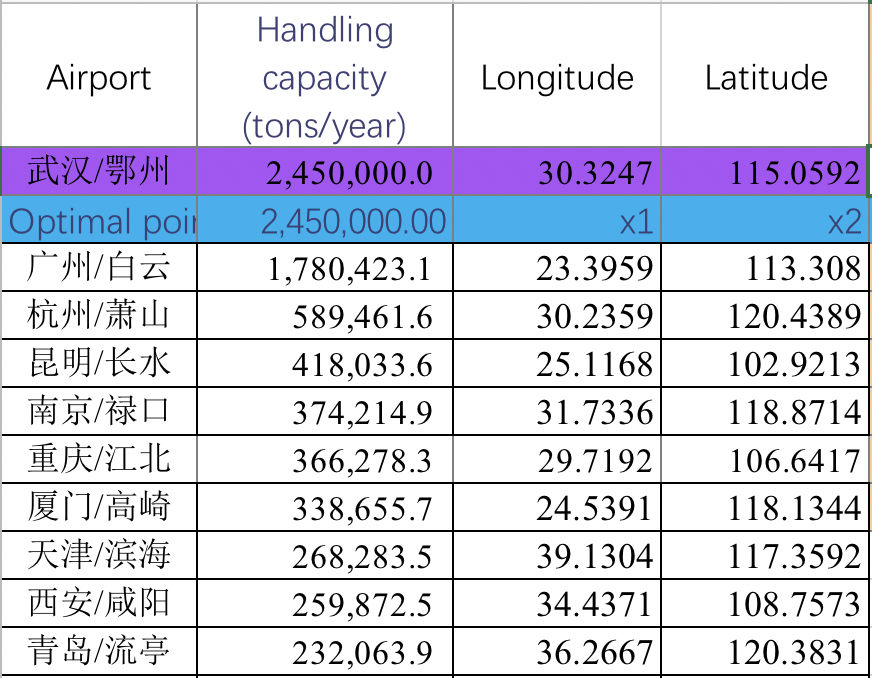 Airport Handling capacity (tons/year) Longitude Latitude
武汉/鄂州 2,450,000.0 30.3247 115.0592
Optimal poi 2,450,000.00 x1 x2
广州/白云 1,780,423.1 23.3959 113.308
杭州/萧山 589,461.6 30.2359 120.4389
昆明/长水 418,033.6 25.1168 102.9213
南京/禄口 374,214.9 31.7336 118.8714
重庆/江北 366,278.3 29.7192 106.6417
厦门/高崎 338,655.7 24.5391 118.1344
天津/滨海 268,283.5 39.1304 117.3592
西安/咸阳 259,872.5 34.4371 108.7573
青岛/流亭 232,063.9 36.2667 120.3831